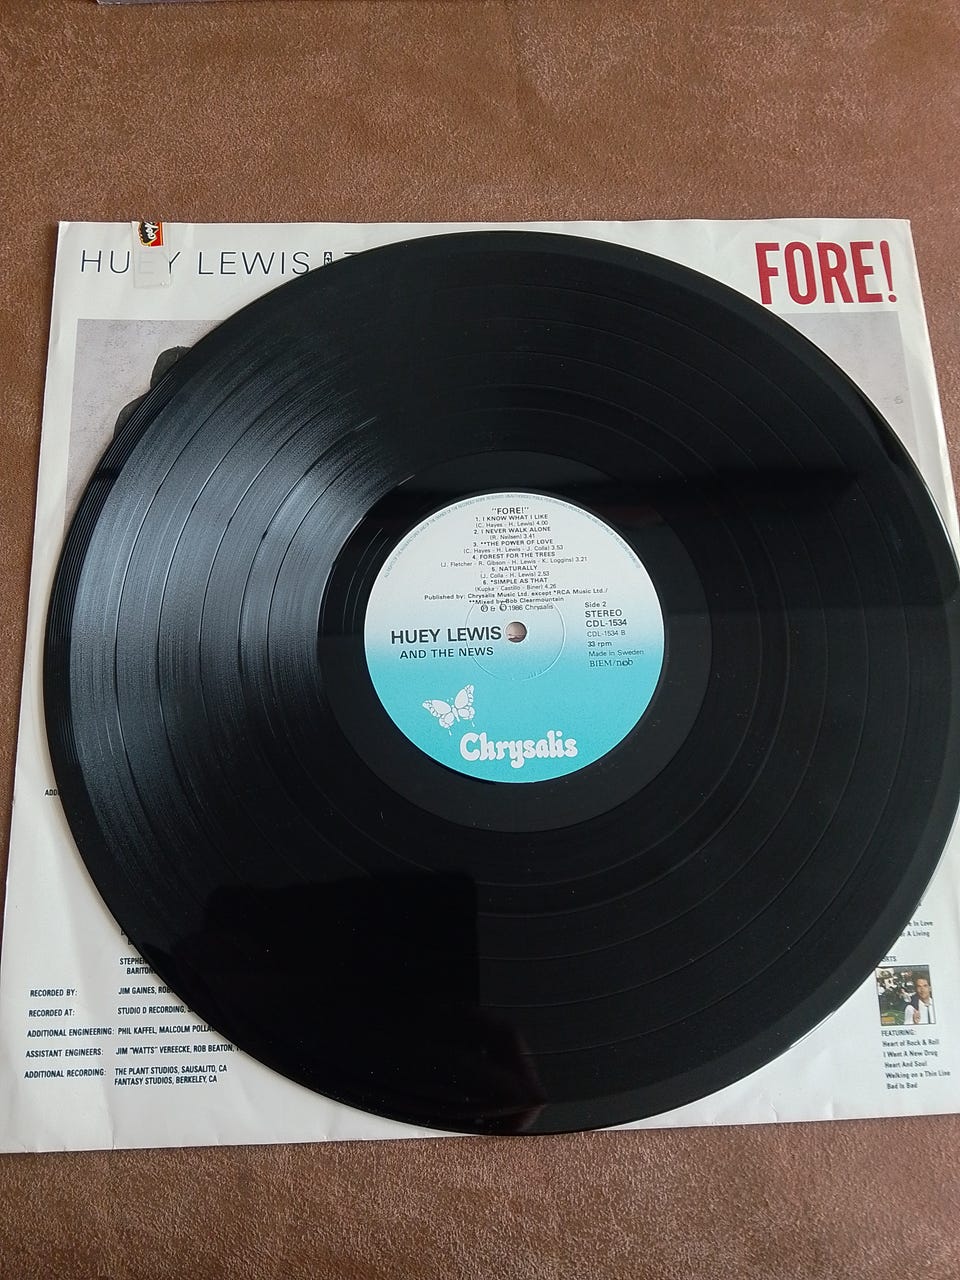 HUEY LEWIS
FORE!
"FORE!"
1. I KNOW WHAT I LIKE
(C. Hayes - H. Lewis) 4.00
2. I NEVER WALK ALONE
(R. Neilsen) 3.41
3. **THE POWER OF LOVE
(C. Hayes - H. Lewis - J. Colla) 3.53
4. FOREST FOR THE TREES
(J. Fletcher - R. Gibson - H. Lewis - K. Loggins) 3.21
5. NATURALLY
(J. Colla - H. Lewis) 2.53
6. *SIMPLE AS THAT
(Kupka - Castillo - Biner) 4.26
Published by: Chrysalis Music Ltd. except *RCA Music Ltd./
**Mixed by Bob Clearmountain
Ⓟ & © 1986 Chrysalis
Side 2
STEREO
CDL-1534
CDL-1534 B
33 rpm
Made in Sweden
BIEM/ncb
HUEY LEWIS
AND THE NEWS
Chrysalis
STEPHEN
BARITON
RECORDED BY: JIM GAINES,
RECORDED AT: STUDIO D RECORDING,
ADDITIONAL ENGINEERING: PHIL KAFFEL, MALCOLM
ASSISTANT ENGINEERS: JIM "WATTS" VEREECKE, ROB BEATON,
ADDITIONAL RECORDING: THE PLANT STUDIOS, SAUSALITO, CA
FANTASY STUDIOS, BERKELEY, CA
in Love
A Living
FEATURING:
Heart of Rock & Roll
I Want A New Drug
Heart And Soul
Walking on a Thin Line
Bad Is Bad